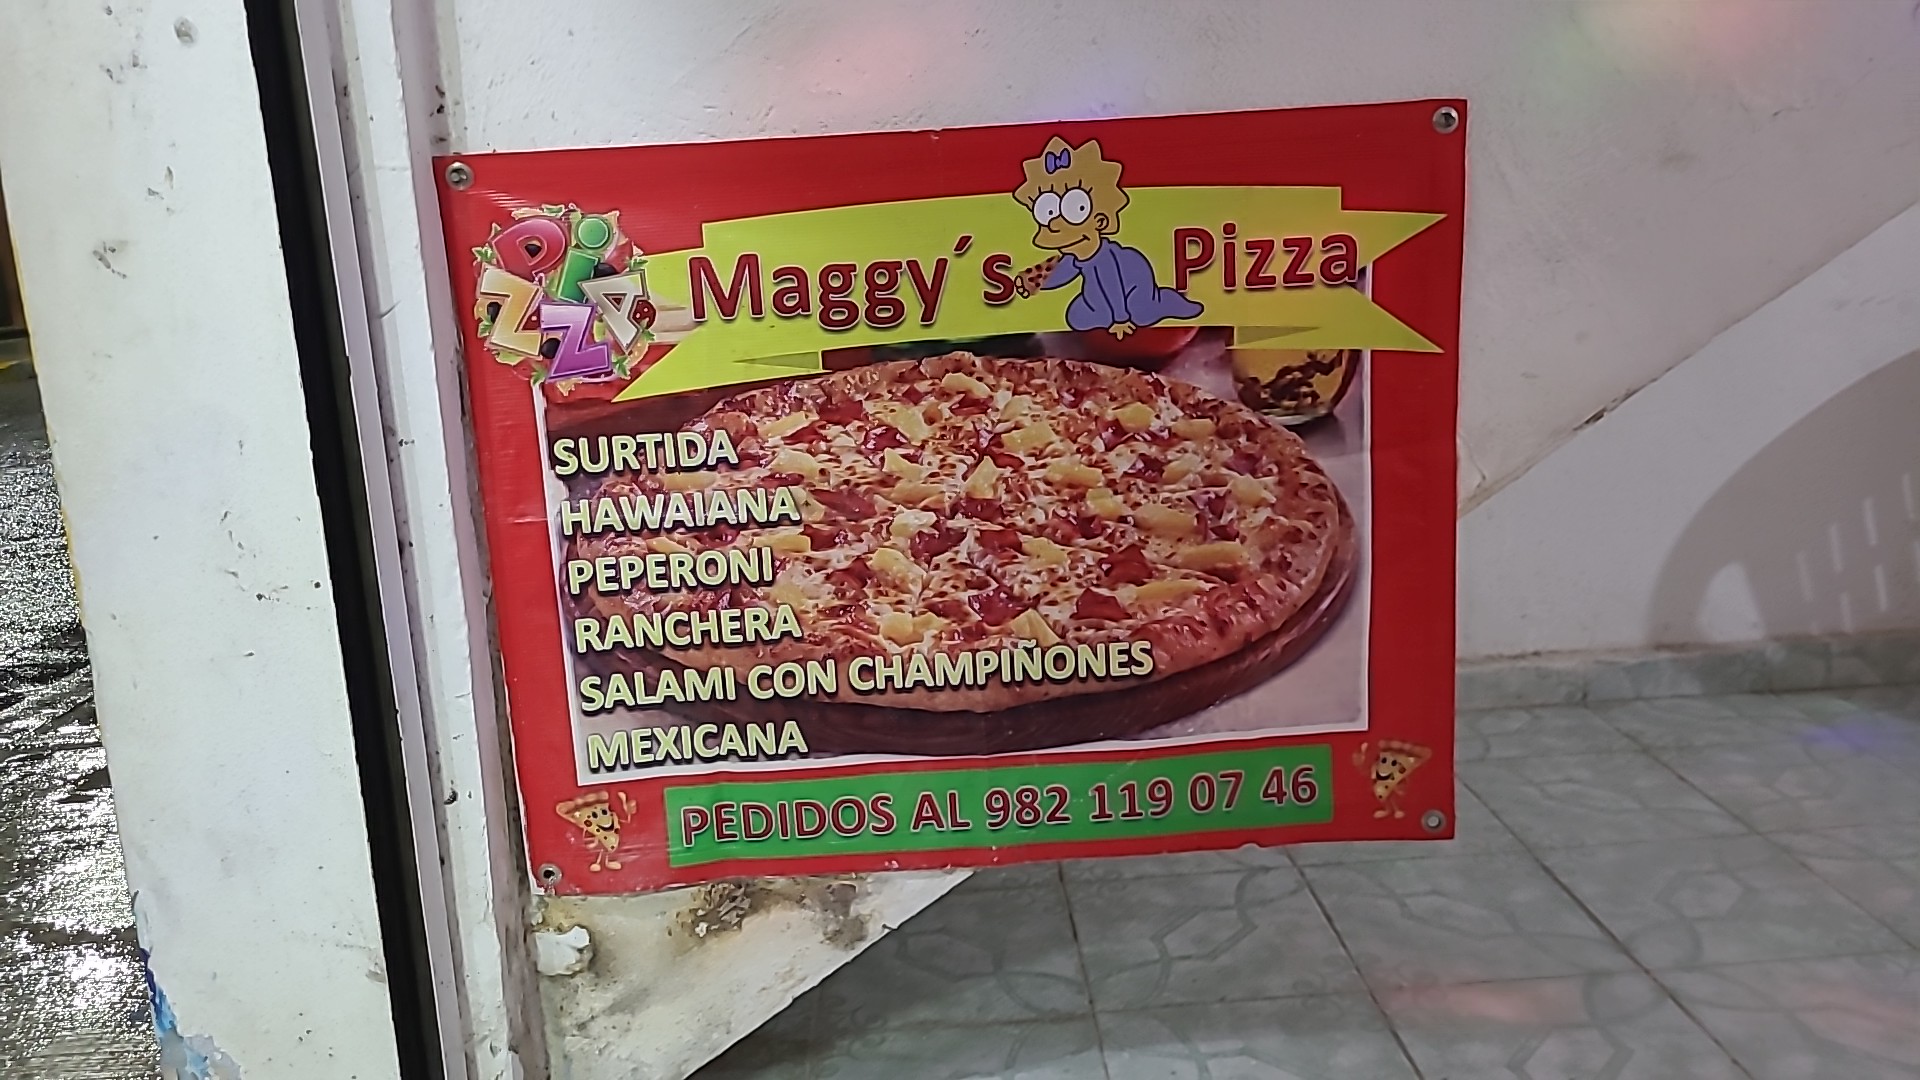 PIZZA
Maggy´s Pizza
SURTIDA
HAWAIANA
PEPERONI
RANCHERA
SALAMI CON CHAMPIÑONES
MEXICANA
PEDIDOS AL 982 119 07 46